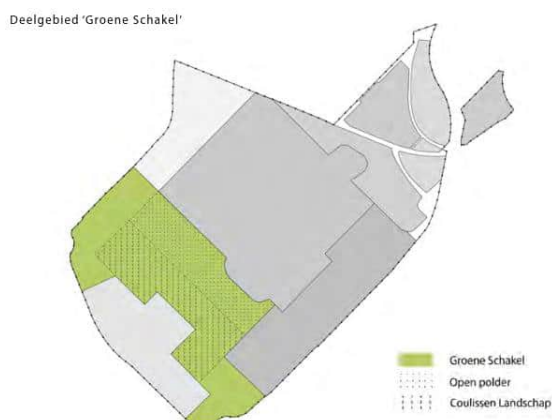 Deelgebied ‘Groene Schakel’
Groene Schakel
Open polder
Coulissen Landschap